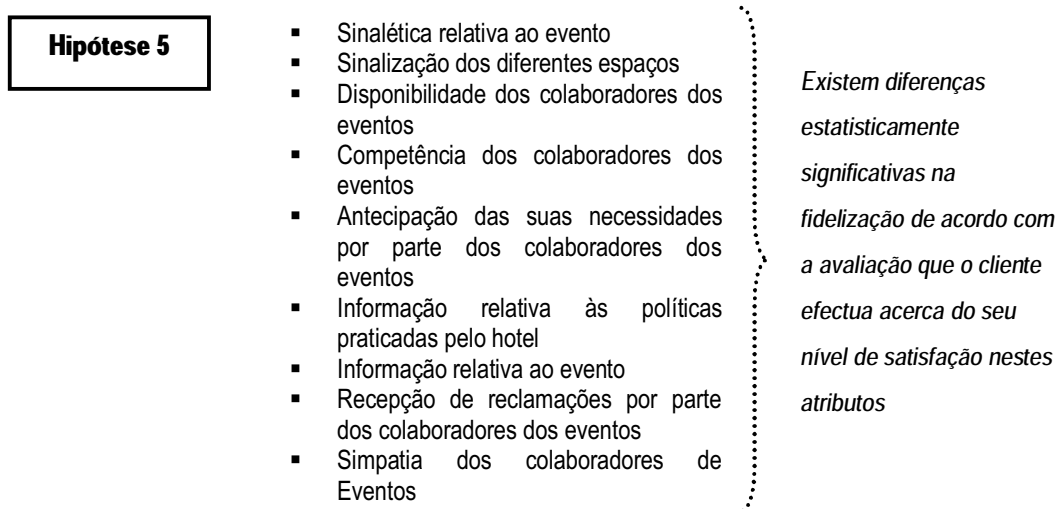 Hipótese 5
▪ Sinalética relativa ao evento
▪ Sinalização dos diferentes espaços
▪ Disponibilidade dos colaboradores dos
eventos
▪ Competência dos colaboradores dos
eventos
▪ Antecipação das suas necessidades
por parte dos colaboradores dos
eventos
▪ Informação relativa às políticas
praticadas pelo hotel
▪ Informação relativa ao evento
▪ Recepção de reclamações por parte
dos colaboradores dos eventos
▪ Simpatia dos colaboradores de
Eventos
Existem diferenças
estatisticamente
significativas na
fidelização de acordo com
a avaliação que o cliente
efectua acerca do seu
nível de satisfação nestes
atributos